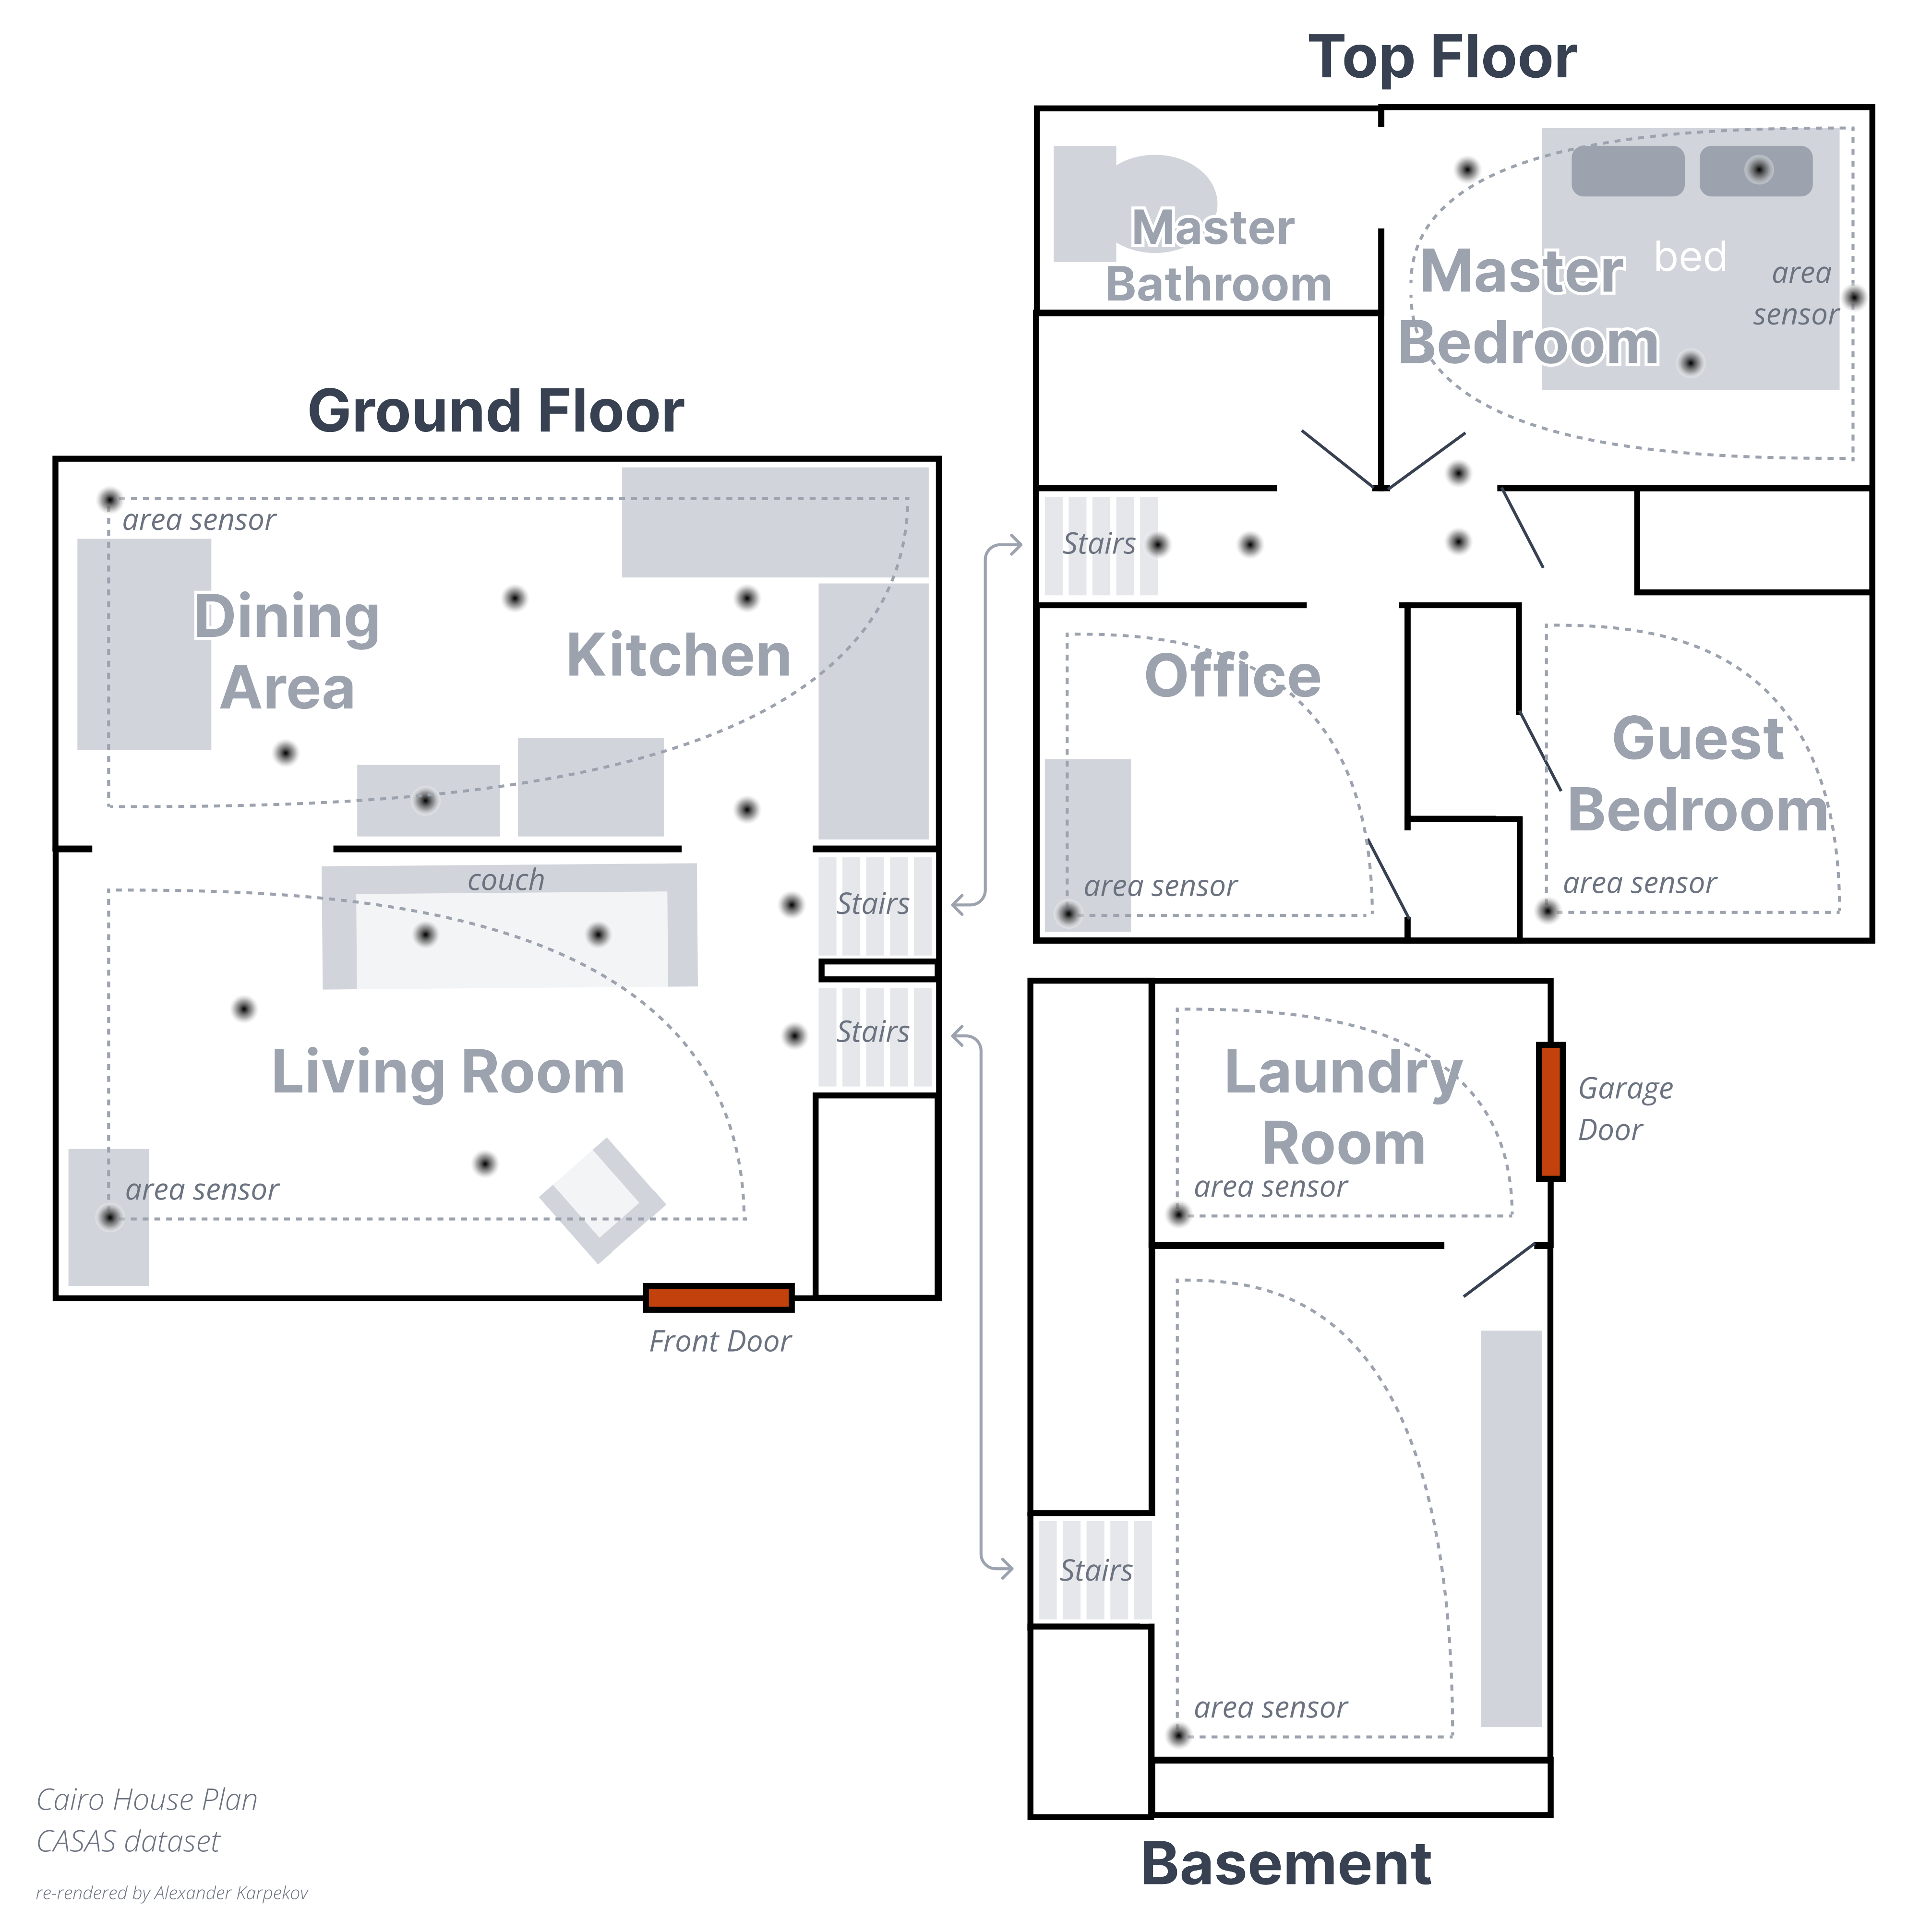 Top Floor
Master
Bathroom
Master
Bedroom
bed
area
sensor
Stairs
Office
area sensor
Guest
Bedroom
area sensor
Ground Floor
area sensor
Dining
Area
Kitchen
couch
Stairs
Stairs
Living Room
area sensor
Front Door
Laundry
Room
area sensor
Garage
Door
Stairs
area sensor
Basement
Cairo House Plan
CASAS dataset
re-rendered by Alexander Karpekov